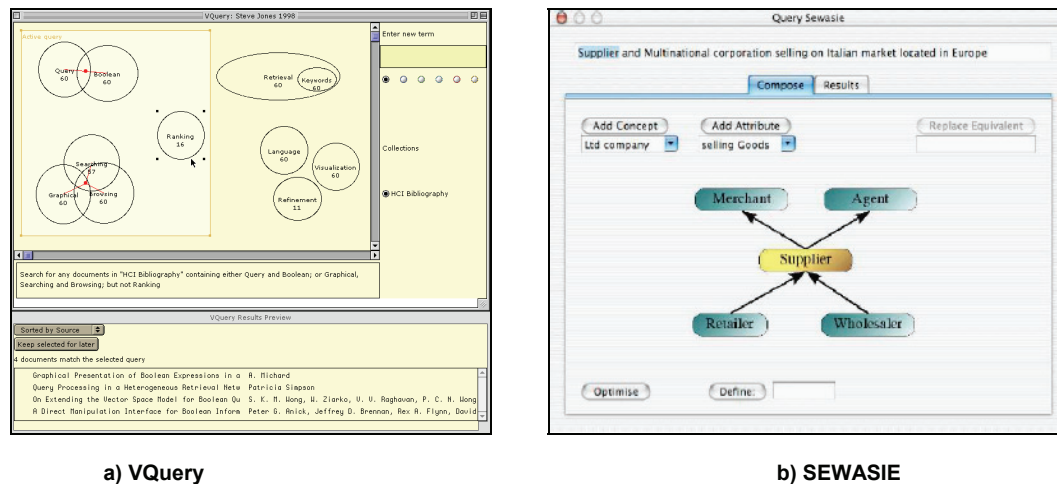 VQuery: Steve Jones 1998
Active query
Query
60
Boolean
60
Ranking
16
Searching
57
Graphical
60
Browsing
60
Retrieval
60
Keywords
60
Language
60
Visualization
60
Refinement
11
Enter new term
Collections
HCI Bibliography
Search for any documents in "HCI Bibliography" containing either Query and Boolean; or Graphical,
Searching and Browsing; but not Ranking
VQuery Results Preview
Sorted by Source
Keep selected for later
4 documents match the selected query
Graphical Presentation of Boolean Expressions in a A. Michard
Query Processing in a Heterogeneous Retrieval Netw Patricia Simpson
On Extending the Vector Space Model for Boolean Qu S. K. M. Wong, W. Ziarko, V. V. Raghavan, P. C. N. Wong
A Direct Manipulation Interface for Boolean Inform Peter G. Anick, Jeffrey D. Brennan, Rex A. Flynn, David
a) VQuery
Query Sewasie
Supplier and Multinational corporation selling on Italian market located in Europe
Compose Results
Add Concept Add Attribute Replace Equivalent
Ltd company selling Goods
Merchant Agent
Supplier
Retailer Wholesaler
Optimise Define:
b) SEWASIE